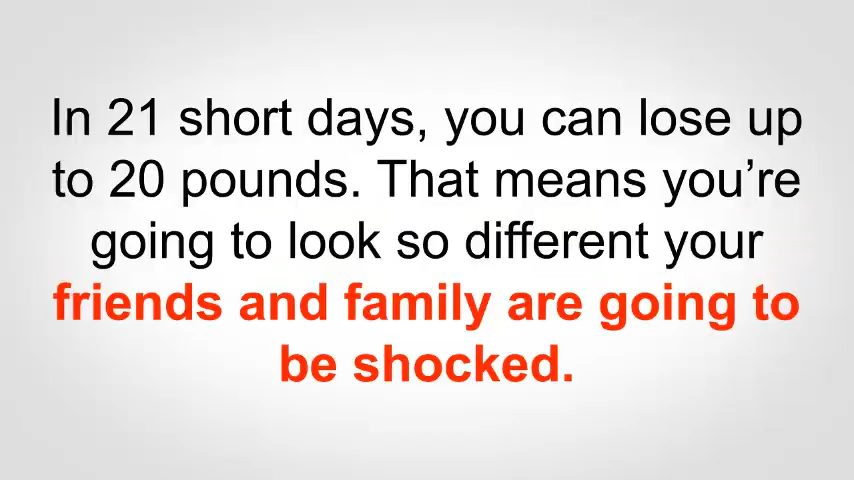 In 21 short days, you can lose up
to 20 pounds. That means you’re
going to look so different your
friends and family are going to
be shocked.